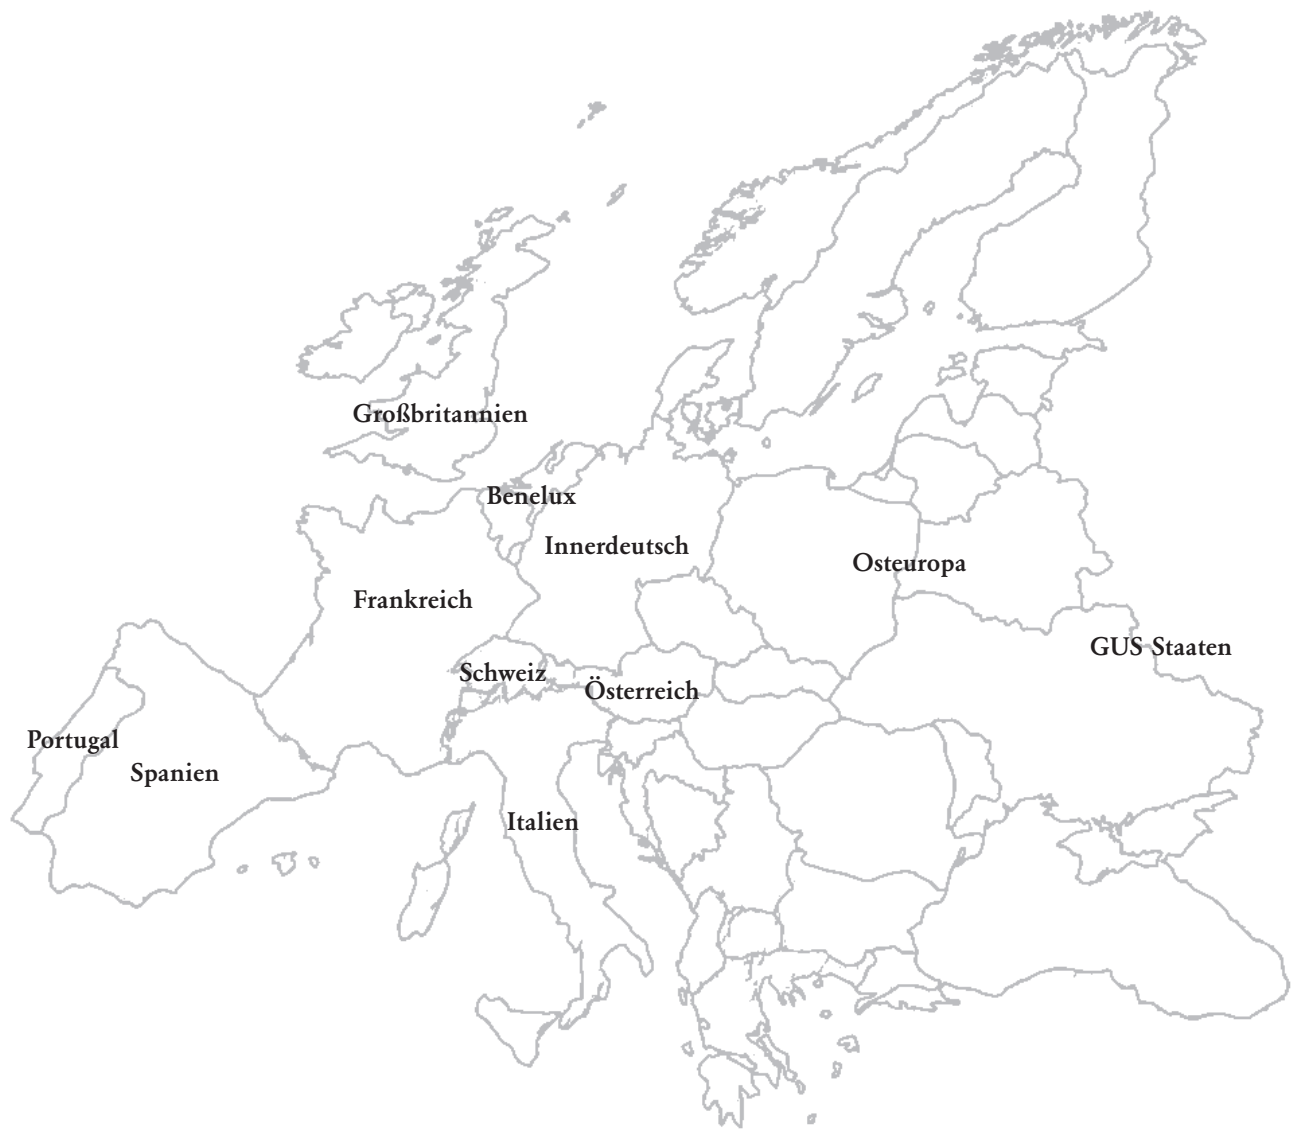 Großbritannien
Benelux
Innerdeutsch
Osteuropa
Frankreich
GUS Staaten
Schweiz
Österreich
Portugal
Spanien
Italien